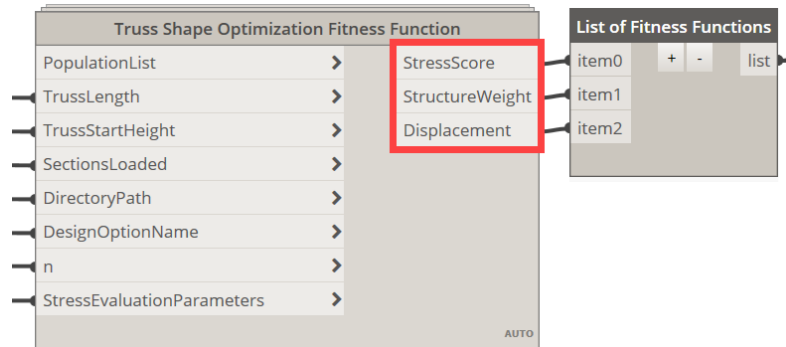 Truss Shape Optimization Fitness Function
PopulationList
TrussLength
TrussStartHeight
SectionsLoaded
DirectoryPath
DesignOptionName
n
StressEvaluationParameters
StressScore
StructureWeight
Displacement
AUTO
List of Fitness Functions
item0 + - list
item1
item2